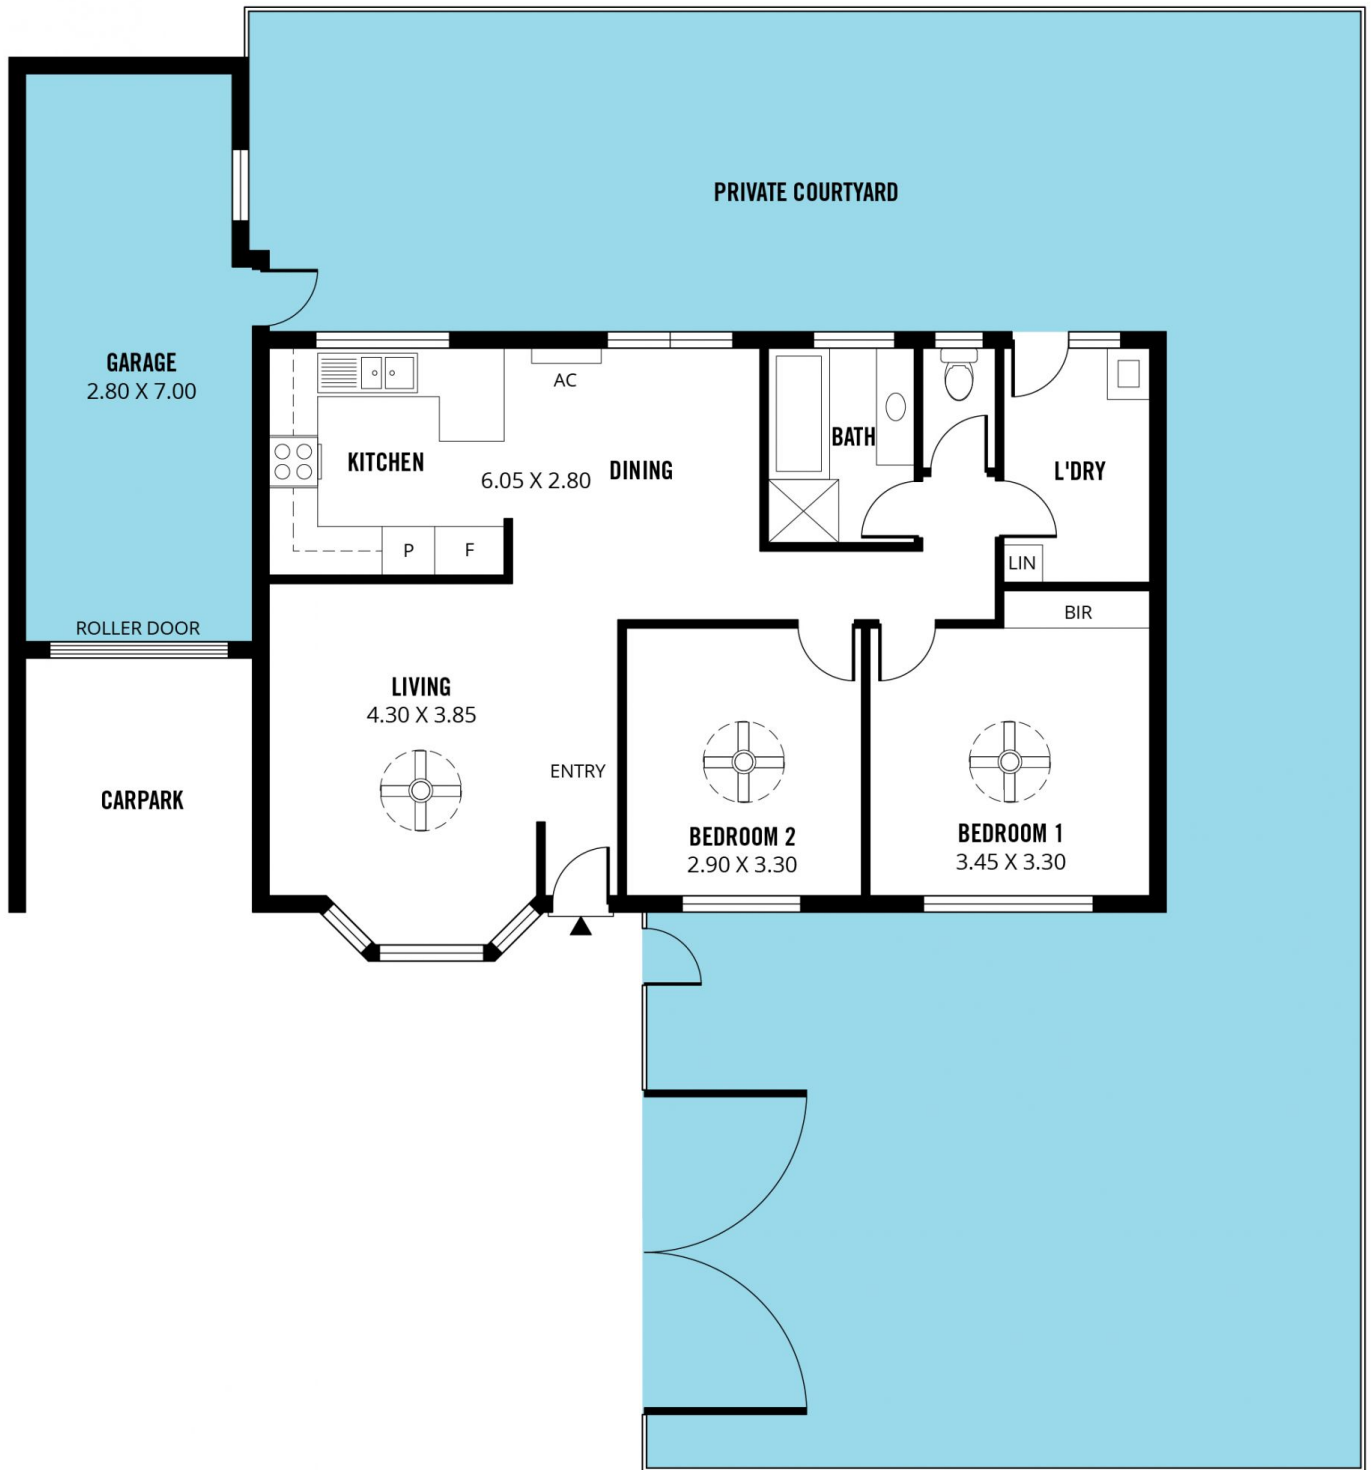 PRIVATE COURTYARD
GARAGE
2.80 X 7.00
ROLLER DOOR
CARPARK
KITCHEN
P
F
AC
6.05 X 2.80
DINING
BATH
L'DRY
LIN
BIR
LIVING
4.30 X 3.85
ENTRY
BEDROOM 2
2.90 X 3.30
BEDROOM 1
3.45 X 3.30